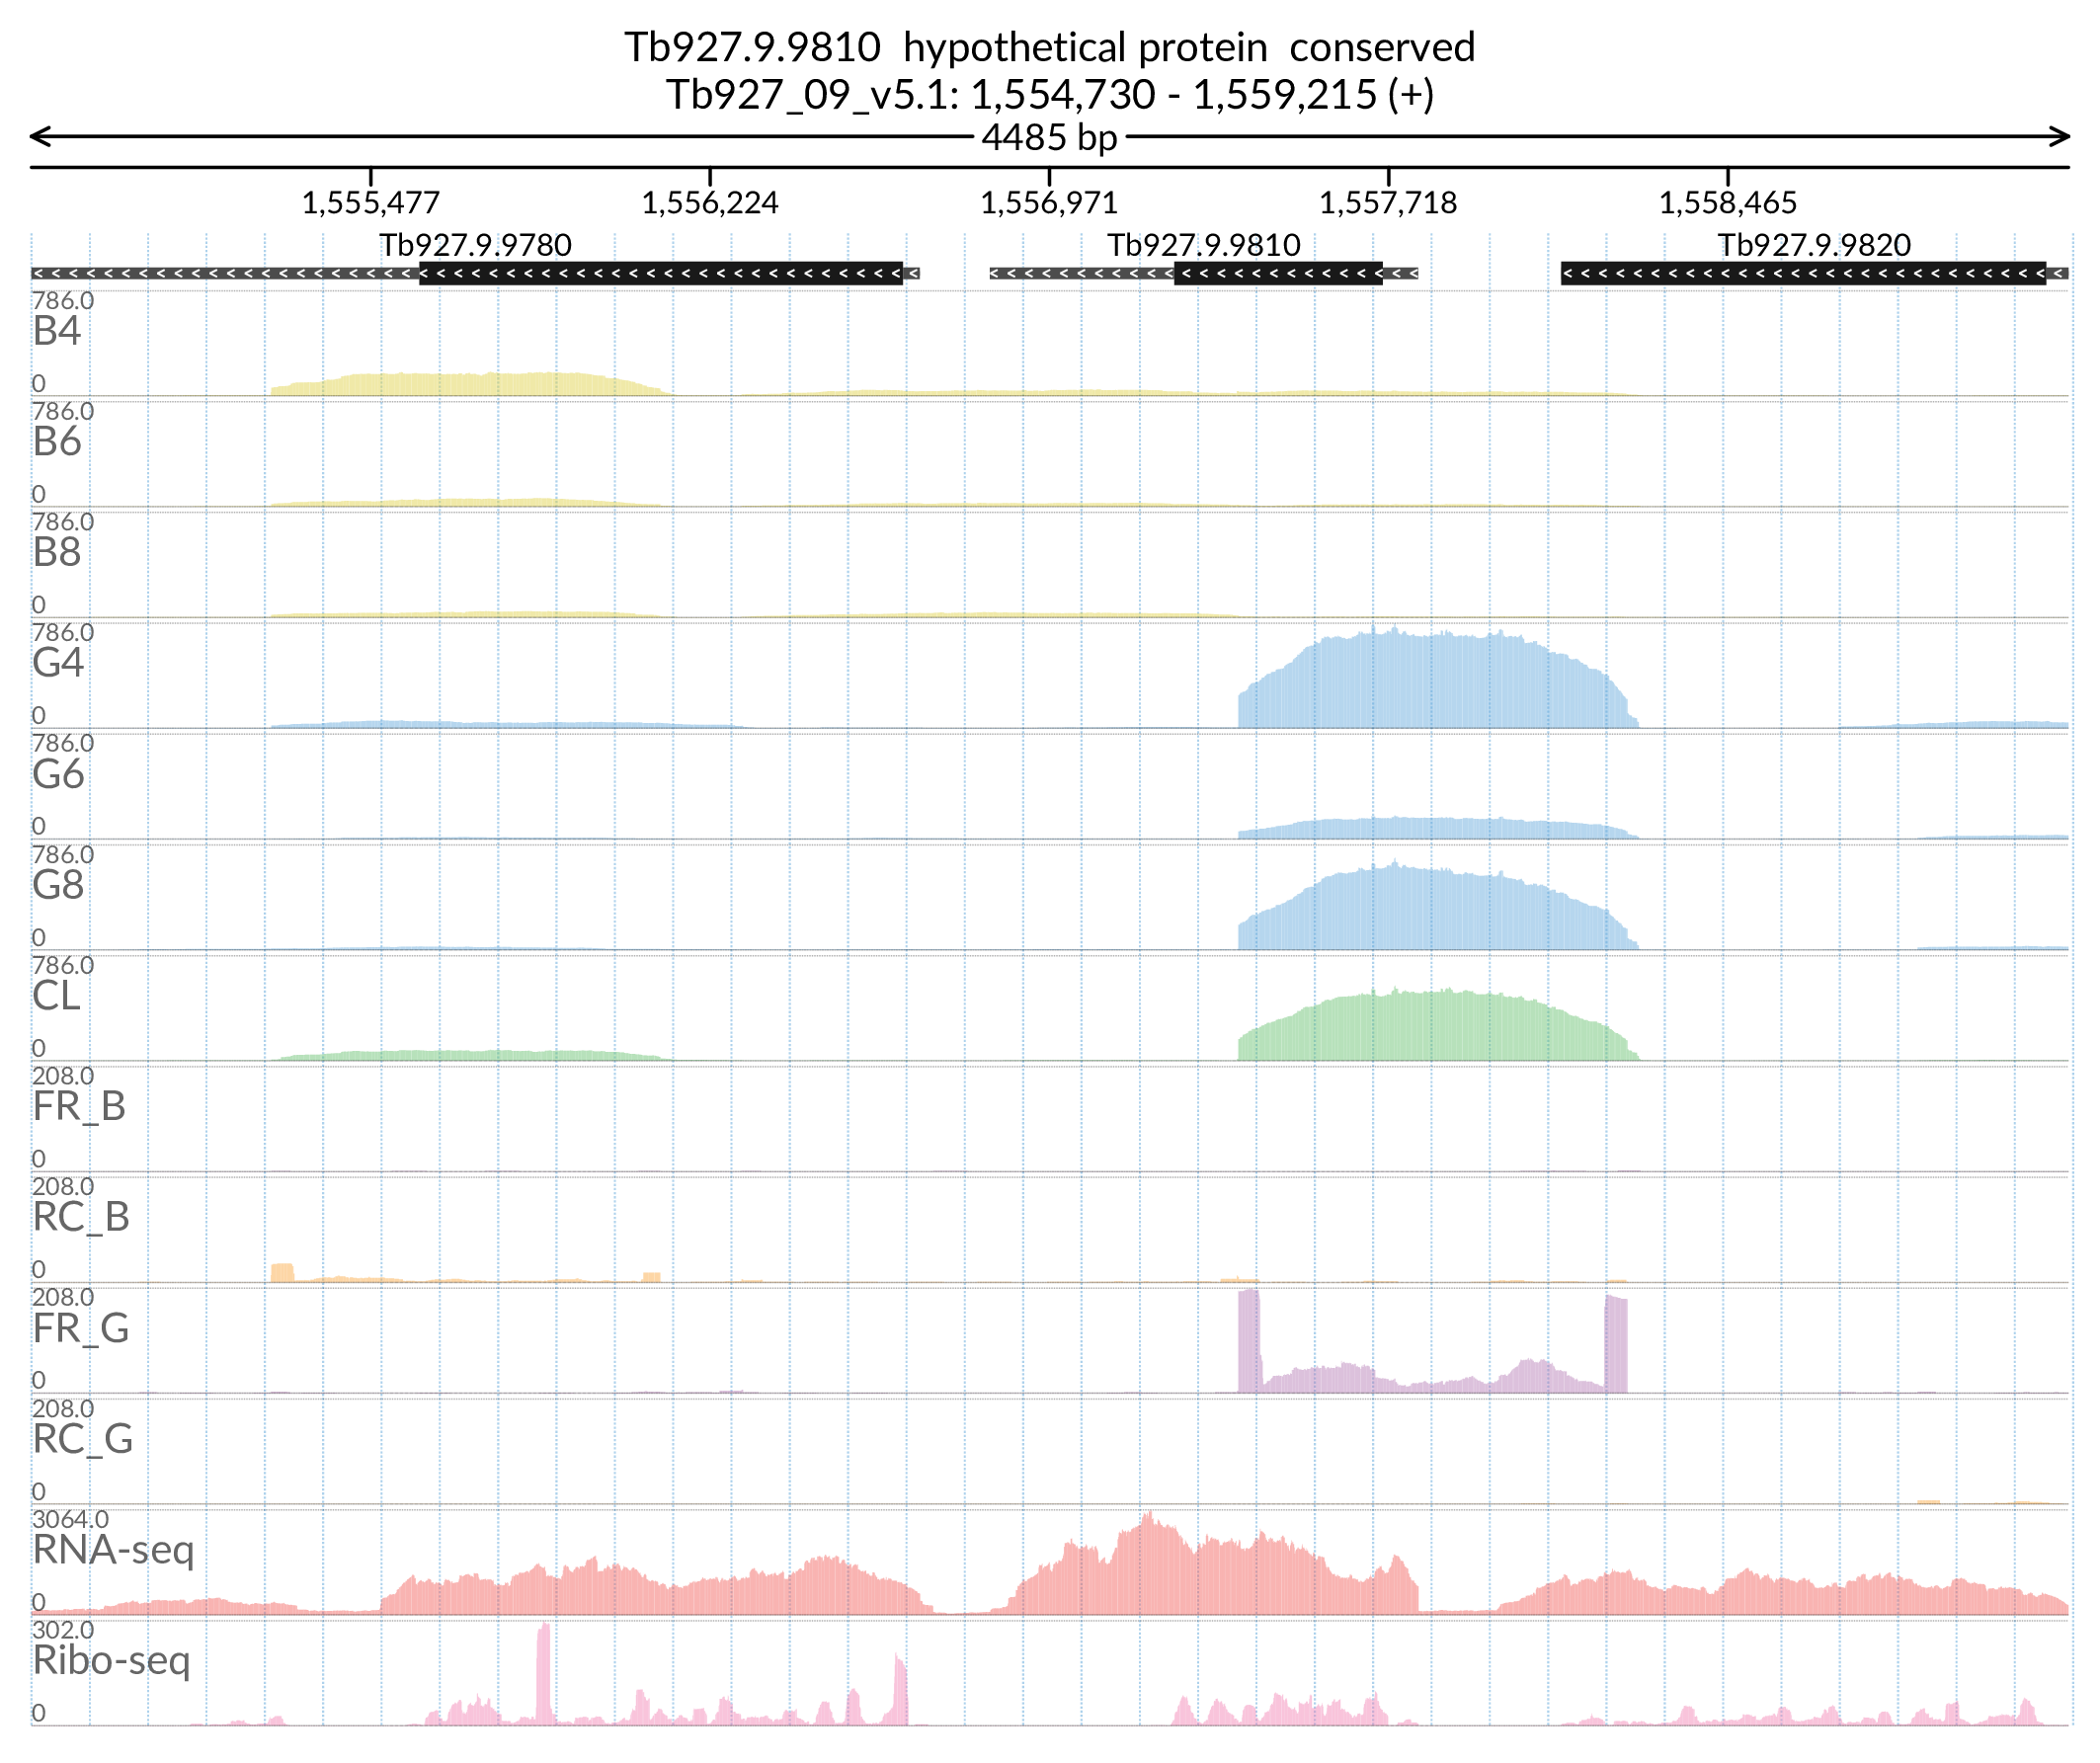 Tb927.9.9810 hypothetical protein conserved
Tb927_09_v5.1: 1,554,730 - 1,559,215 (+)
4485 bp
1,555,477 1,556,224 1,556,971 1,557,718 1,558,465
Tb927.9.9780 Tb927.9.9810 Tb927.9.9820
786.0
B4
0
786.0
B6
0
786.0
B8
0
786.0
G4
0
786.0
G6
0
786.0
G8
0
786.0
CL
0
208.0
FR_B
0
208.0
RC_B
0
208.0
FR_G
0
208.0
RC_G
0
3064.0
RNA-seq
0
302.0
Ribo-seq
0